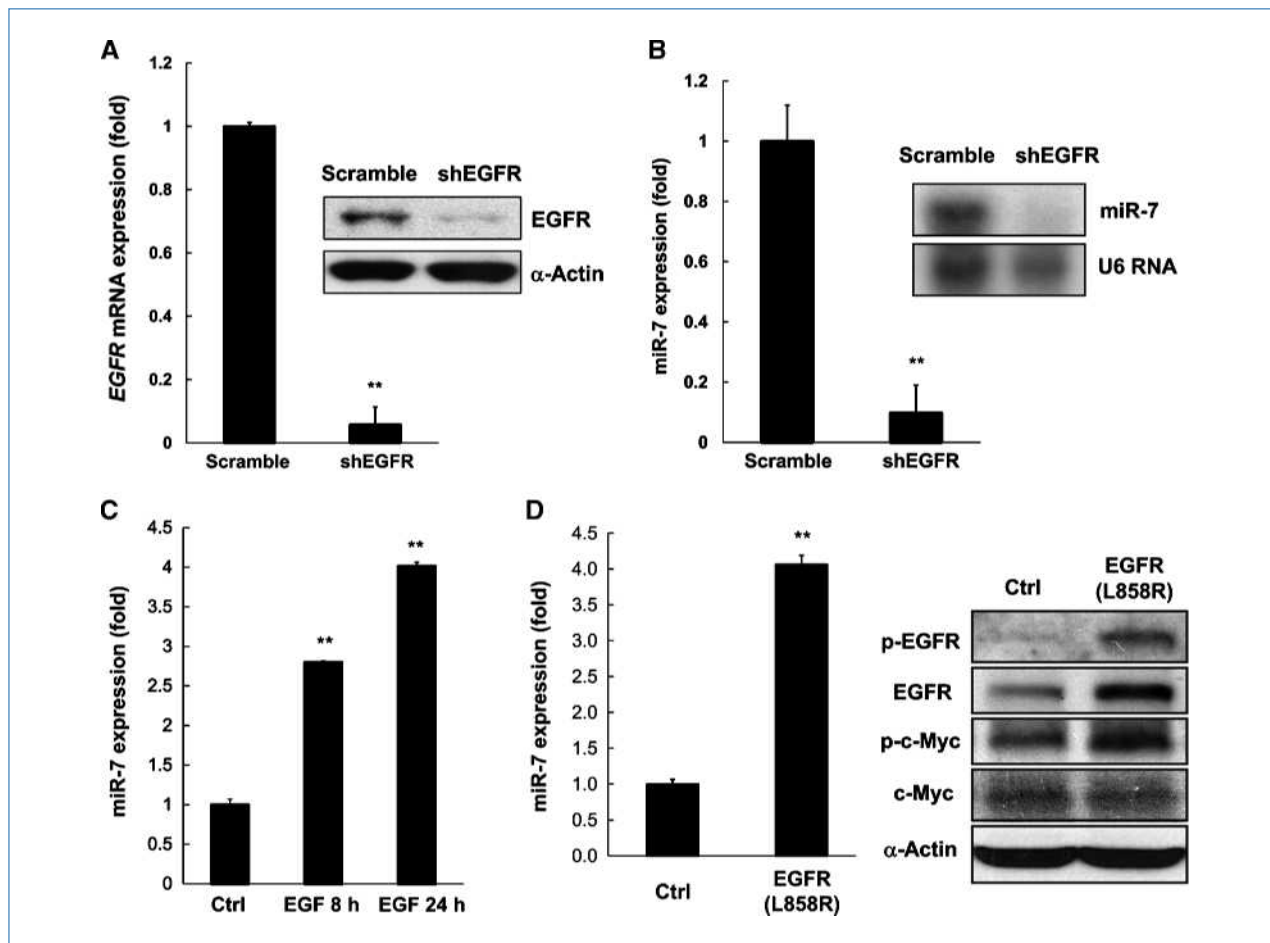 A
EGFR mRNA expression (fold)
1.2
1
0.8
0.6
0.4
0.2
0
**
Scramble shEGFR
Scramble shEGFR
EGFR
α-Actin
B
miR-7 expression (fold)
1.2
1
0.8
0.6
0.4
0.2
0
**
Scramble shEGFR
Scramble shEGFR
miR-7
U6 RNA
C
miR-7 expression (fold)
4.5
4
3.5
3
2.5
2
1.5
1
0.5
0
**
**
Ctrl EGF 8 h EGF 24 h
D
miR-7 expression (fold)
4.5
4.0
3.5
3.0
2.5
2.0
1.5
1.0
0.5
0.0
**
Ctrl EGFR
(L858R)
Ctrl EGFR
(L858R)
p-EGFR
EGFR
p-c-Myc
c-Myc
α-Actin